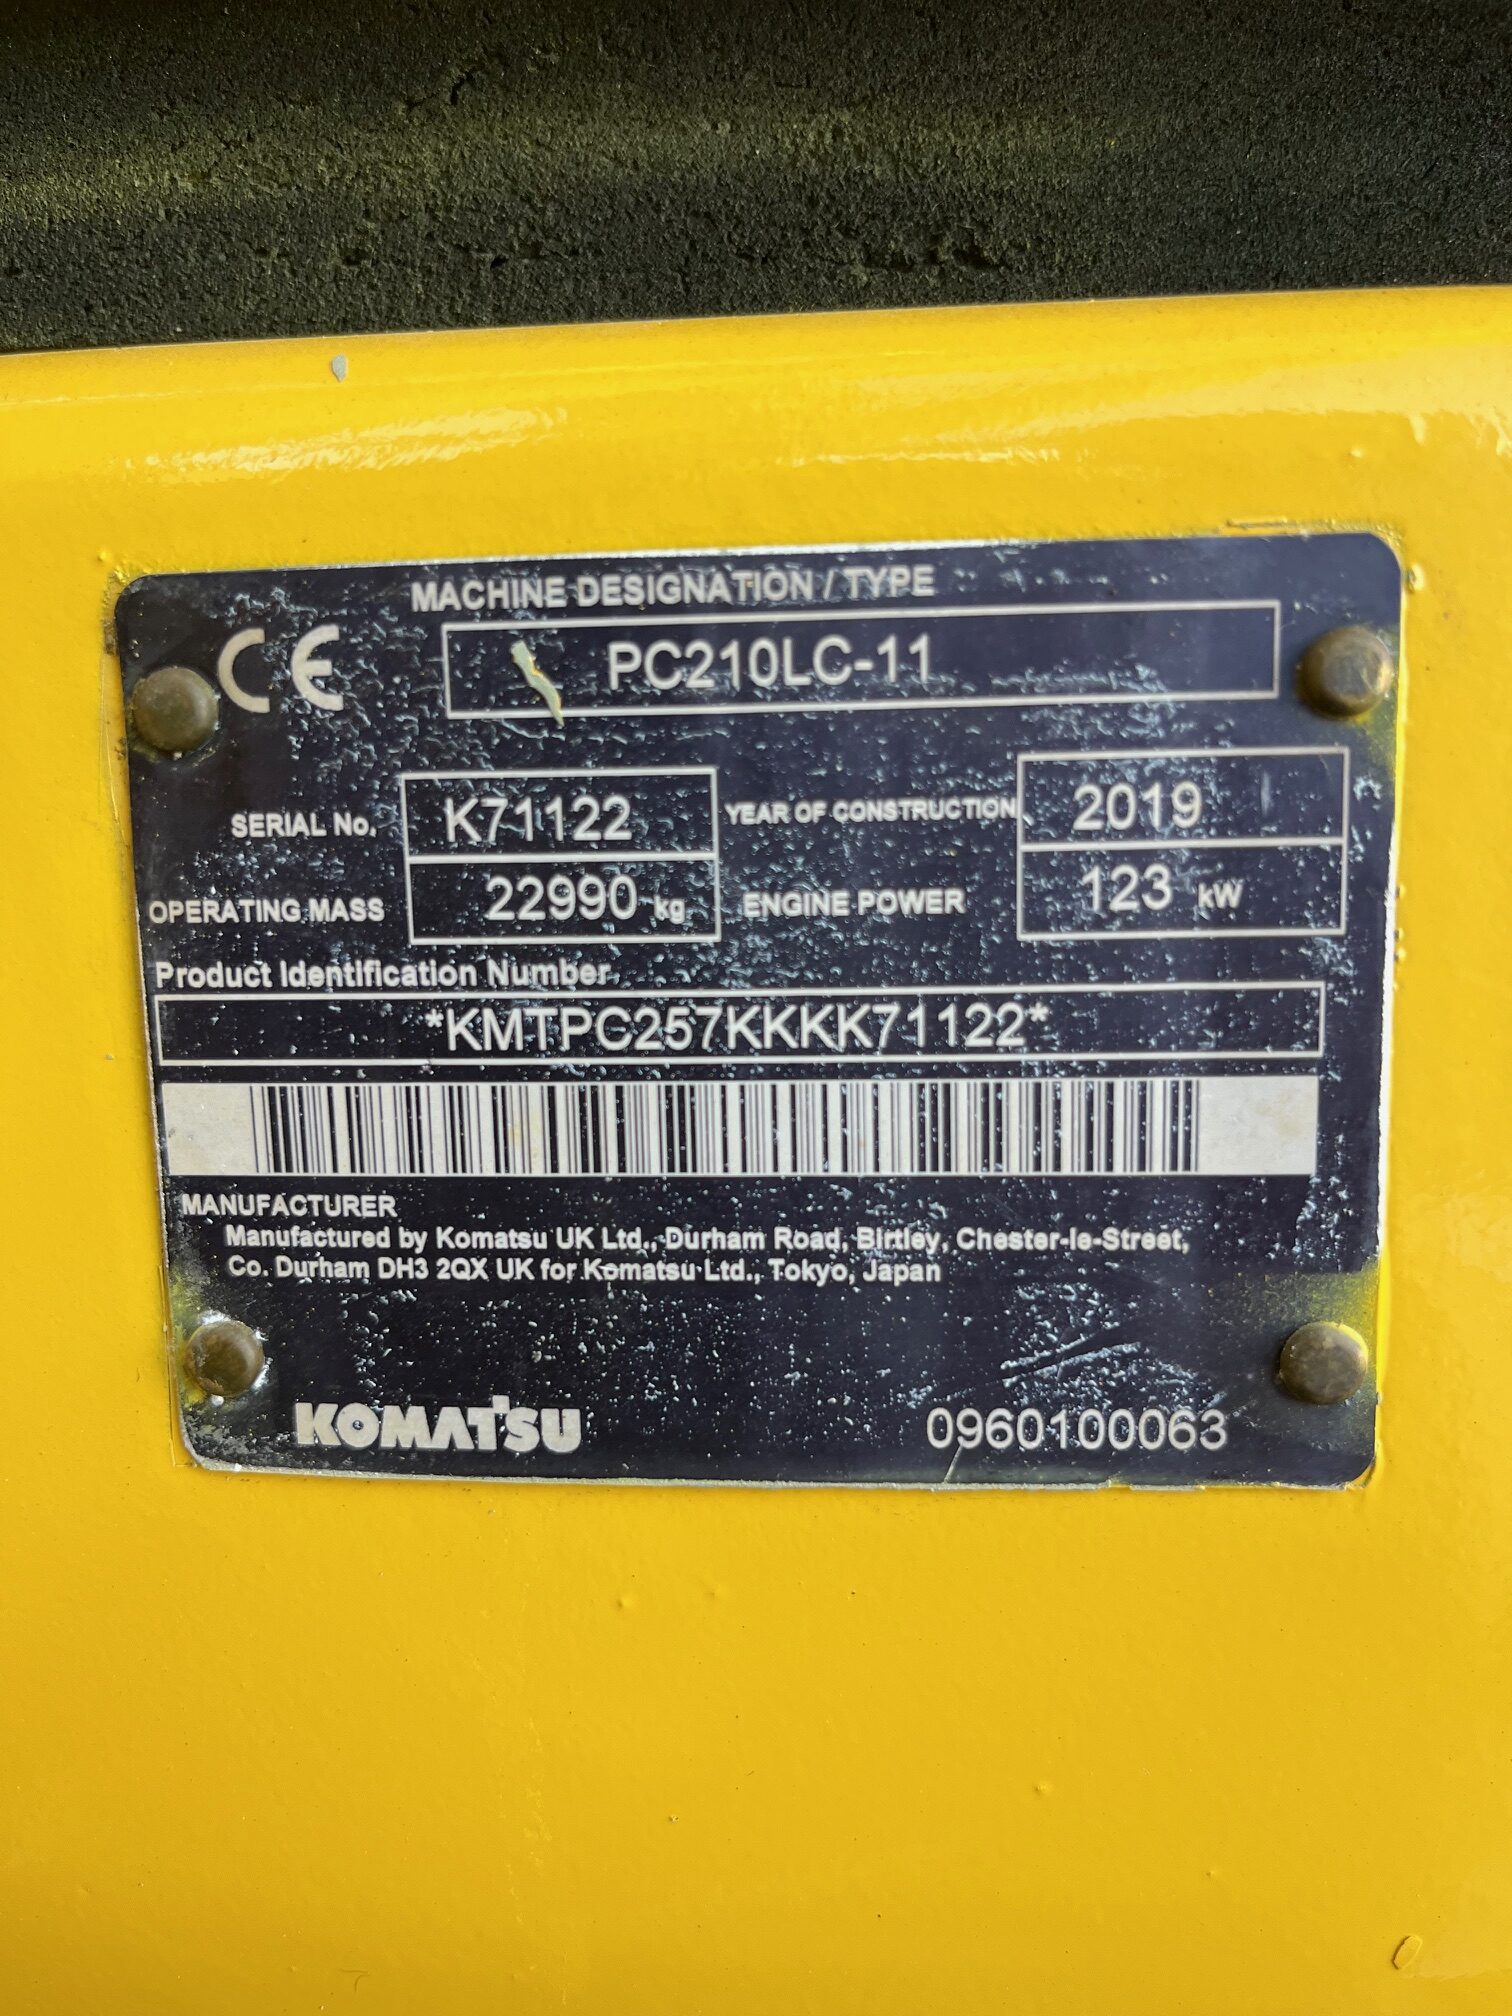 MACHINE DESIGNATION / TYPE
CE
PC210LC-11
SERIAL No. K71122 YEAR OF CONSTRUCTION 2019
OPERATING MASS 22990 kg ENGINE POWER 123 kW
Product Identification Number
*KMTPC257KKKK71122*
MANUFACTURER
Manufactured by Komatsu UK Ltd., Durham Road, Birtley, Chester-le-Street,
Co. Durham DH3 2QX UK for Komatsu Ltd., Tokyo, Japan
KOMATSU 0960100063